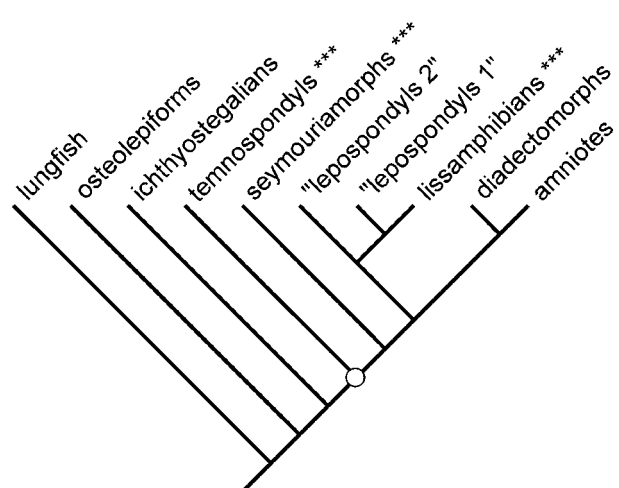 lungfish
osteolepiforms
ichthyostegalians
temnospondyls ***
seymouriamorphs ***
"lepospondyls 2"
"lepospondyls 1"
lissamphibians ***
diadectomorphs
amniotes